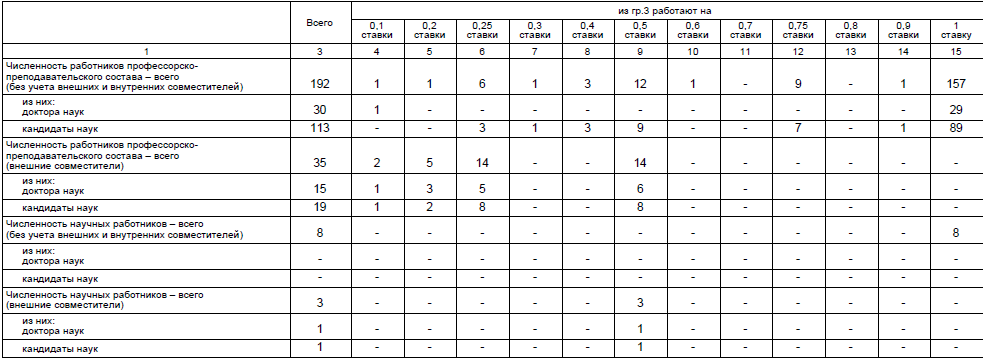 Всего
из гр.3 работают на
0,1 ставки
0,2 ставки
0,25 ставки
0,3 ставки
0,4 ставки
0,5 ставки
0,6 ставки
0,7 ставки
0,75 ставки
0,8 ставки
0,9 ставки
1 ставку
1 3 4 5 6 7 8 9 10 11 12 13 14 15
Численность работников профессорско-
преподавательского состава – всего
(без учета внешних и внутренних совместителей) 192 1 1 6 1 3 12 1 - 9 - 1 157
из них:
доктора наук 30 1 - - - - - - - - - - 29
кандидаты наук 113 - - 3 1 3 9 - - 7 - 1 89
Численность работников профессорско-
преподавательского состава – всего
(внешние совместители) 35 2 5 14 - - 14 - - - - - -
из них:
доктора наук 15 1 3 5 - - 6 - - - - - -
кандидаты наук 19 1 2 8 - - 8 - - - - - -
Численность научных работников – всего
(без учета внешних и внутренних совместителей) 8 - - - - - - - - - - - 8
из них:
доктора наук - - - - - - - - - - - - -
кандидаты наук - - - - - - - - - - - - -
Численность научных работников – всего
(внешние совместители) 3 - - - - - 3 - - - - - -
из них:
доктора наук 1 - - - - - 1 - - - - - -
кандидаты наук 1 - - - - - 1 - - - - - -